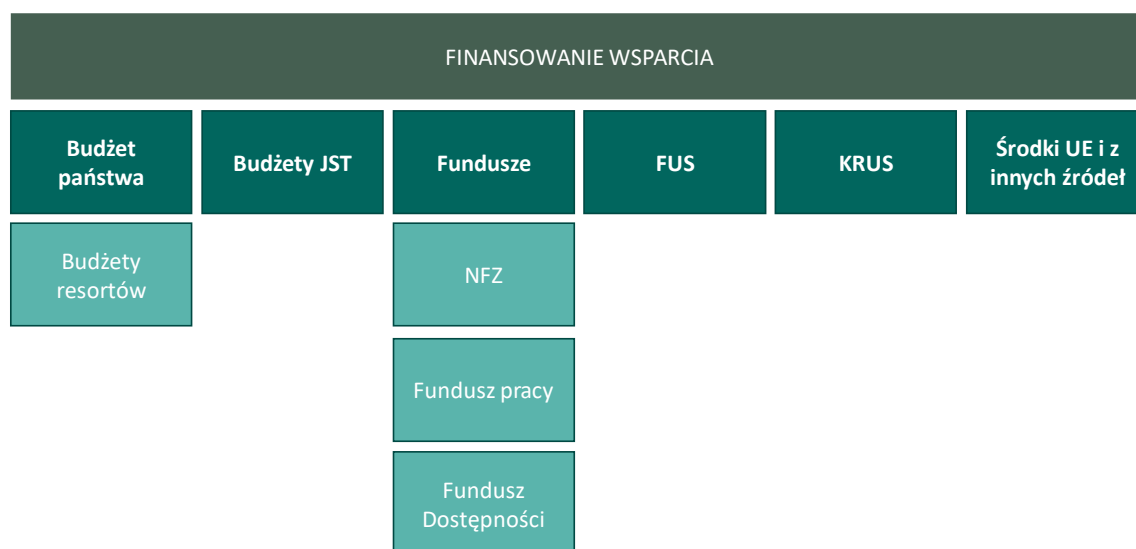 FINANSOWANIE WSPARCIA
Budżet
państwa
Budżety JST
Fundusze
FUS
KRUS
Środki UE i z
innych źródeł
Budżety
resortów
NFZ
Fundusz pracy
Fundusz
Dostępności